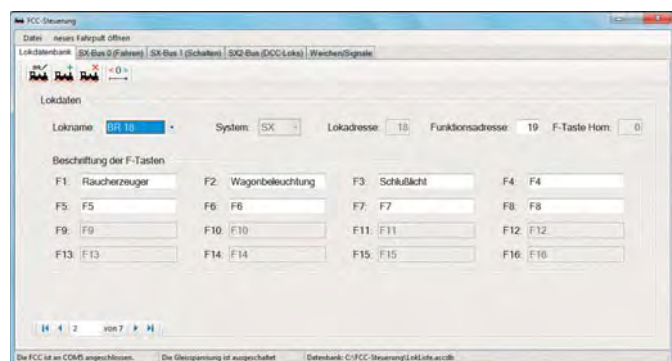 FCC-Steuerung
Datei neues Fahrpult öffnen
Lokdatenbank SX-Bus 0 (Fahren) SX-Bus 1 (Schalten) SX2-Bus (DCC-Loks) Weichen/Signale
<0>
Lokdaten
Lokname: BR 18 System: SX Lokadresse: 18 Funktionsadresse: 19 F-Taste Horn: 0
Beschriftung der F-Tasten
F1: Raucherzeuger F2: Wagonbeleuchtung F3: Schlußlicht F4: F4
F5: F5 F6: F6 F7: F7 F8: F8
F9: F9 F10: F10 F11: F11 F12: F12
F13: F13 F14: F14 F15: F15 F16: F16
2 von 7
Die FCC ist an COM5 angeschlossen. Die Gleisspannung ist ausgeschaltet Datenbank: C:\FCC-Steuerung\LokListe.accdb